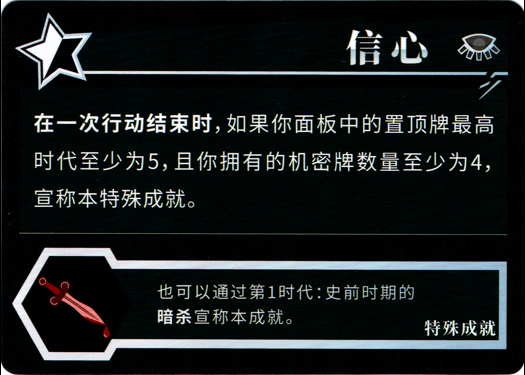 信心
在一次行动结束时，如果你面板中的置顶牌最高
时代至少为5，且你拥有的机密牌数量至少为4，
宣称本特殊成就。
也可以通过第1时代：史前时期的
暗杀宣称本成就。
特殊成就